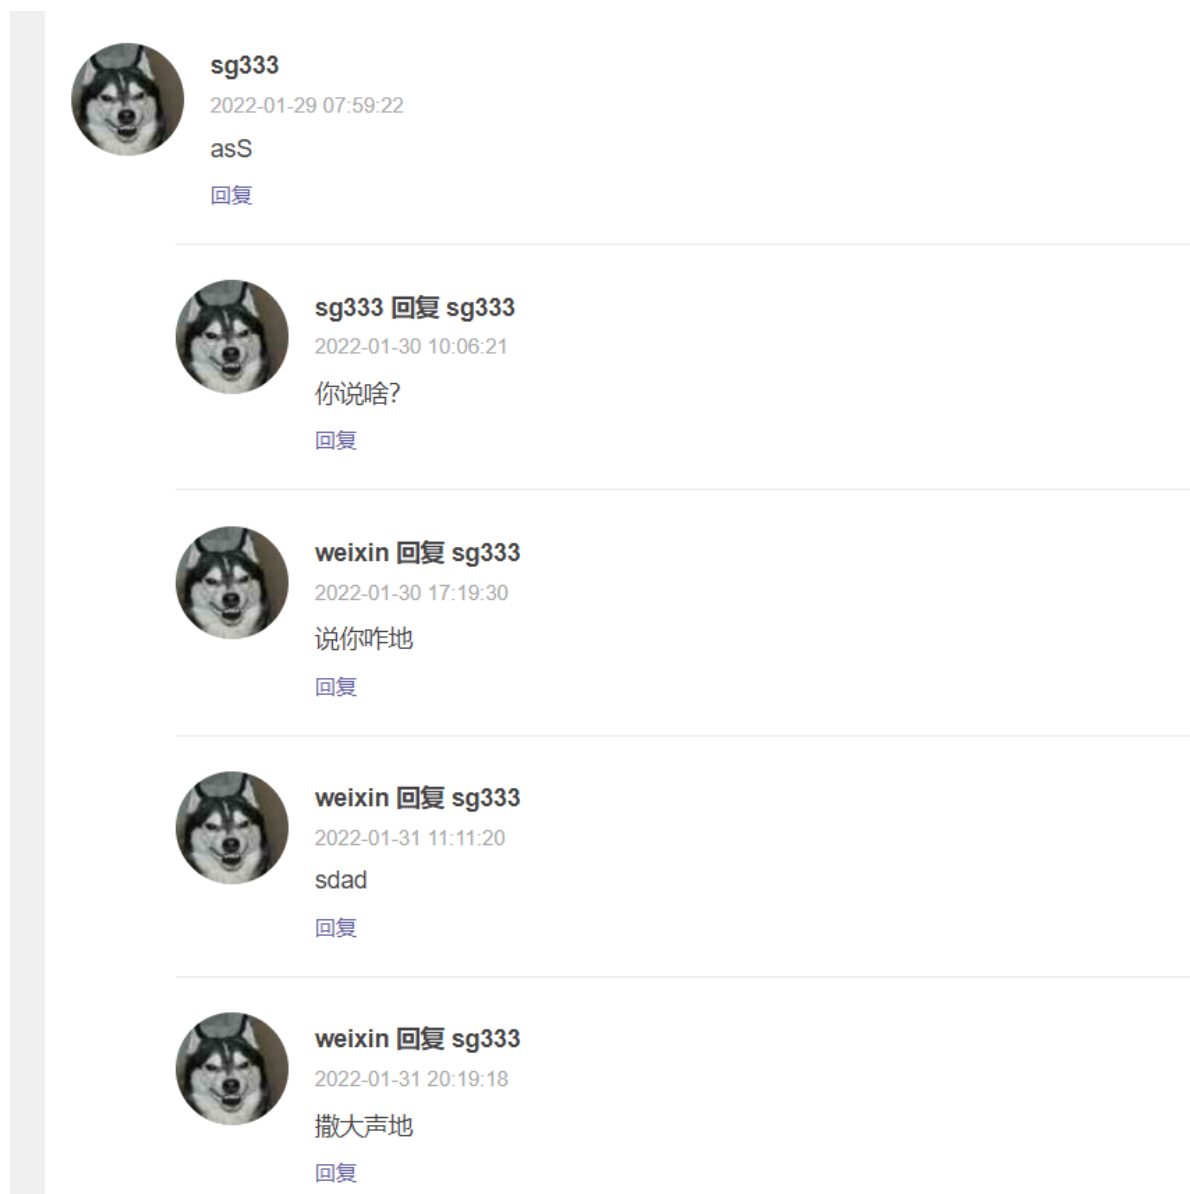 sg333
2022-01-29 07:59:22
asS
回复
sg333 回复 sg333
2022-01-30 10:06:21
你说啥?
回复
weixin 回复 sg333
2022-01-30 17:19:30
说你咋地
回复
weixin 回复 sg333
2022-01-31 11:11:20
sdad
回复
weixin 回复 sg333
2022-01-31 20:19:18
撒大声地
回复